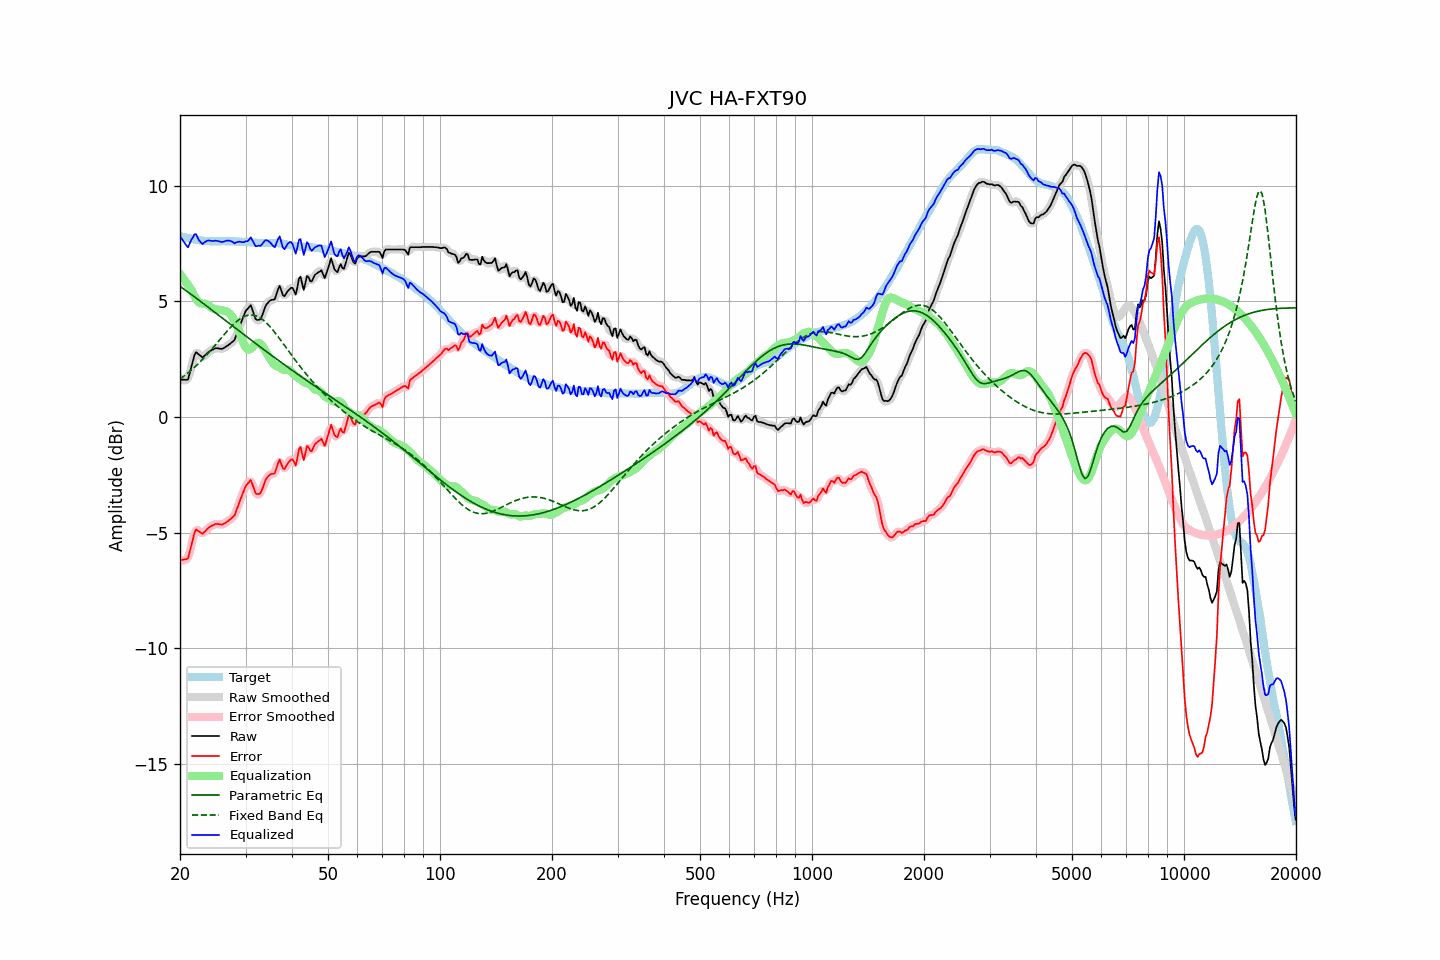 JVC HA-FXT90
Amplitude (dBr)
10
5
0
−5
−10
−15
Target
Raw Smoothed
Error Smoothed
Raw
Error
Equalization
Parametric Eq
Fixed Band Eq
Equalized
20 50 100 200 500 1000 2000 5000 10000 20000
Frequency (Hz)